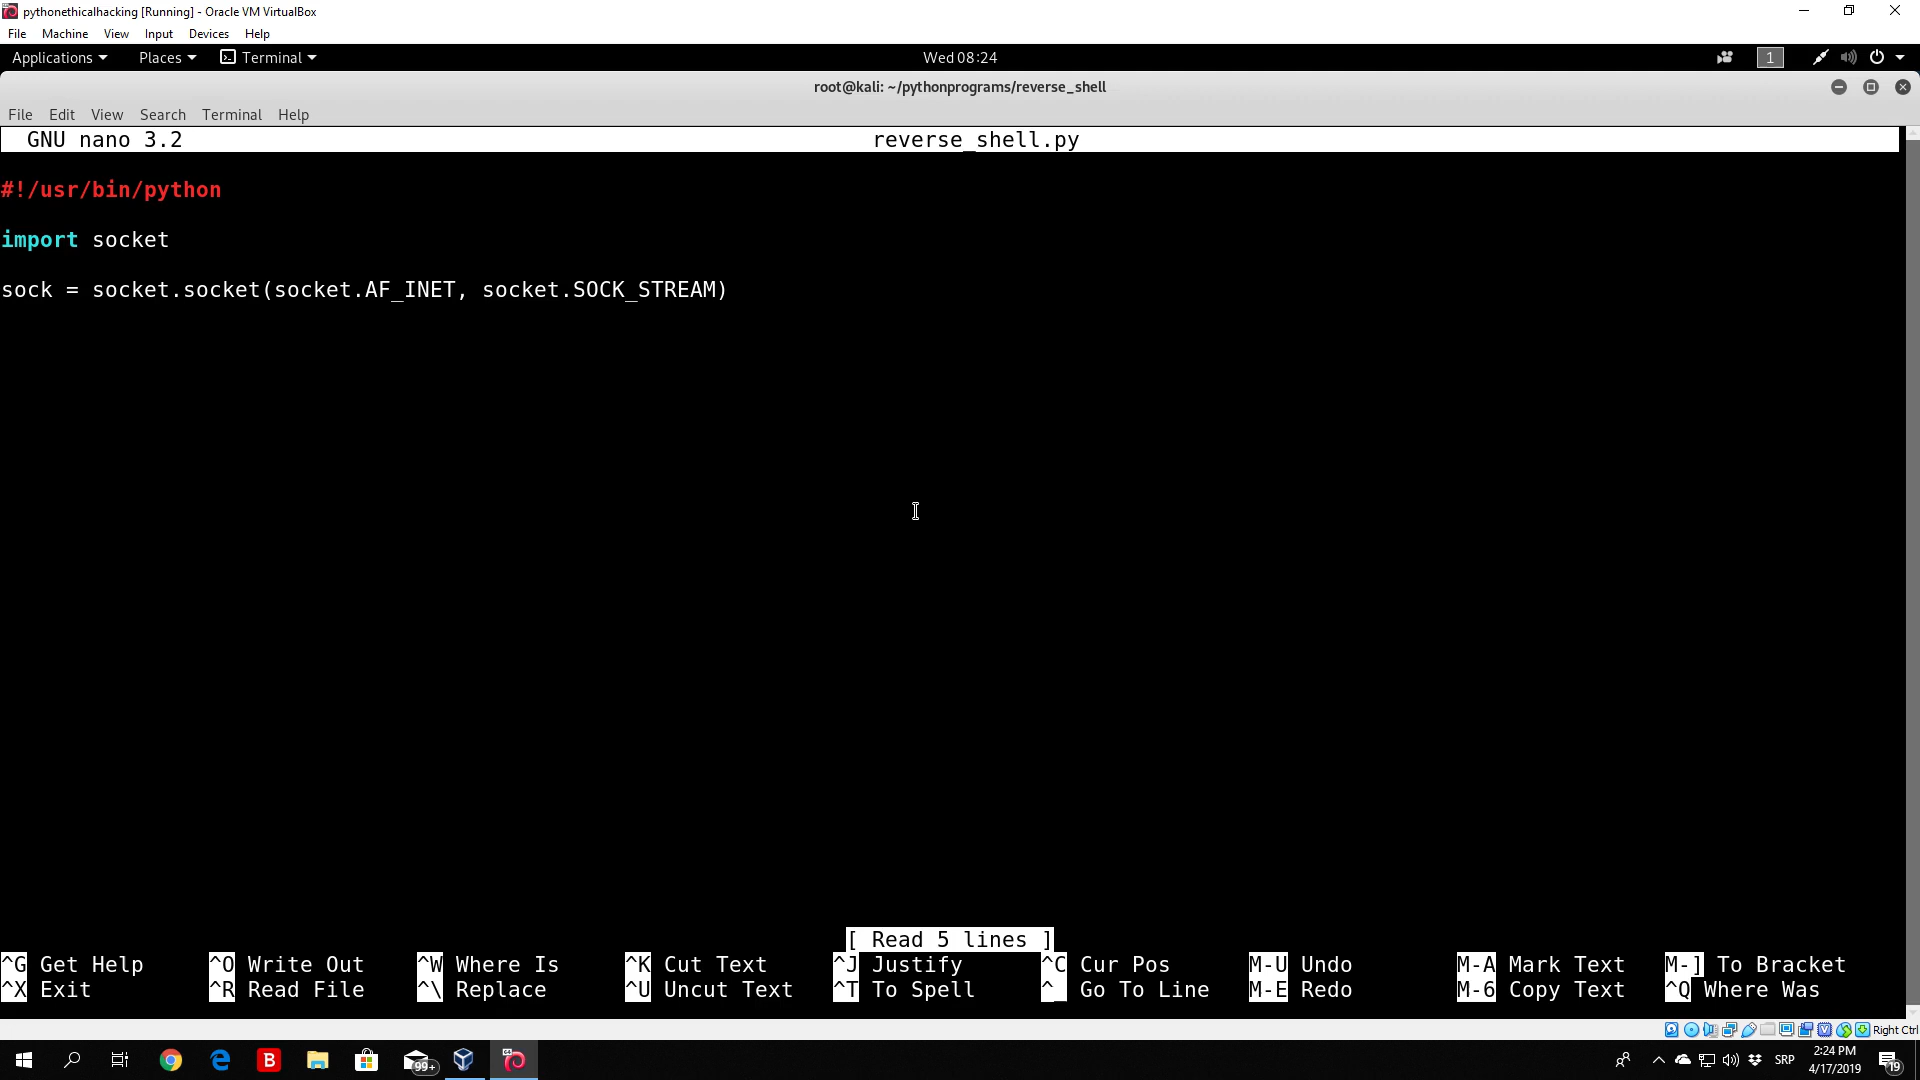 pythonethicalhacking [Running] - Oracle VM VirtualBox
File Machine View Input Devices Help
Applications Places Terminal Wed 08:24 1
root@kali: ~/pythonprograms/reverse_shell
File Edit View Search Terminal Help
GNU nano 3.2 reverse_shell.py
#!/usr/bin/python
import socket
sock = socket.socket(socket.AF_INET, socket.SOCK_STREAM)
[ Read 5 lines ]
^G Get Help ^O Write Out ^W Where Is ^K Cut Text ^J Justify ^C Cur Pos M-U Undo M-A Mark Text M-] To Bracket
^X Exit ^R Read File ^\ Replace ^U Uncut Text ^T To Spell ^_ Go To Line M-E Redo M-6 Copy Text ^Q Where Was
Right Ctrl
B 99+ 64 SRP 2:24 PM
4/17/2019 19